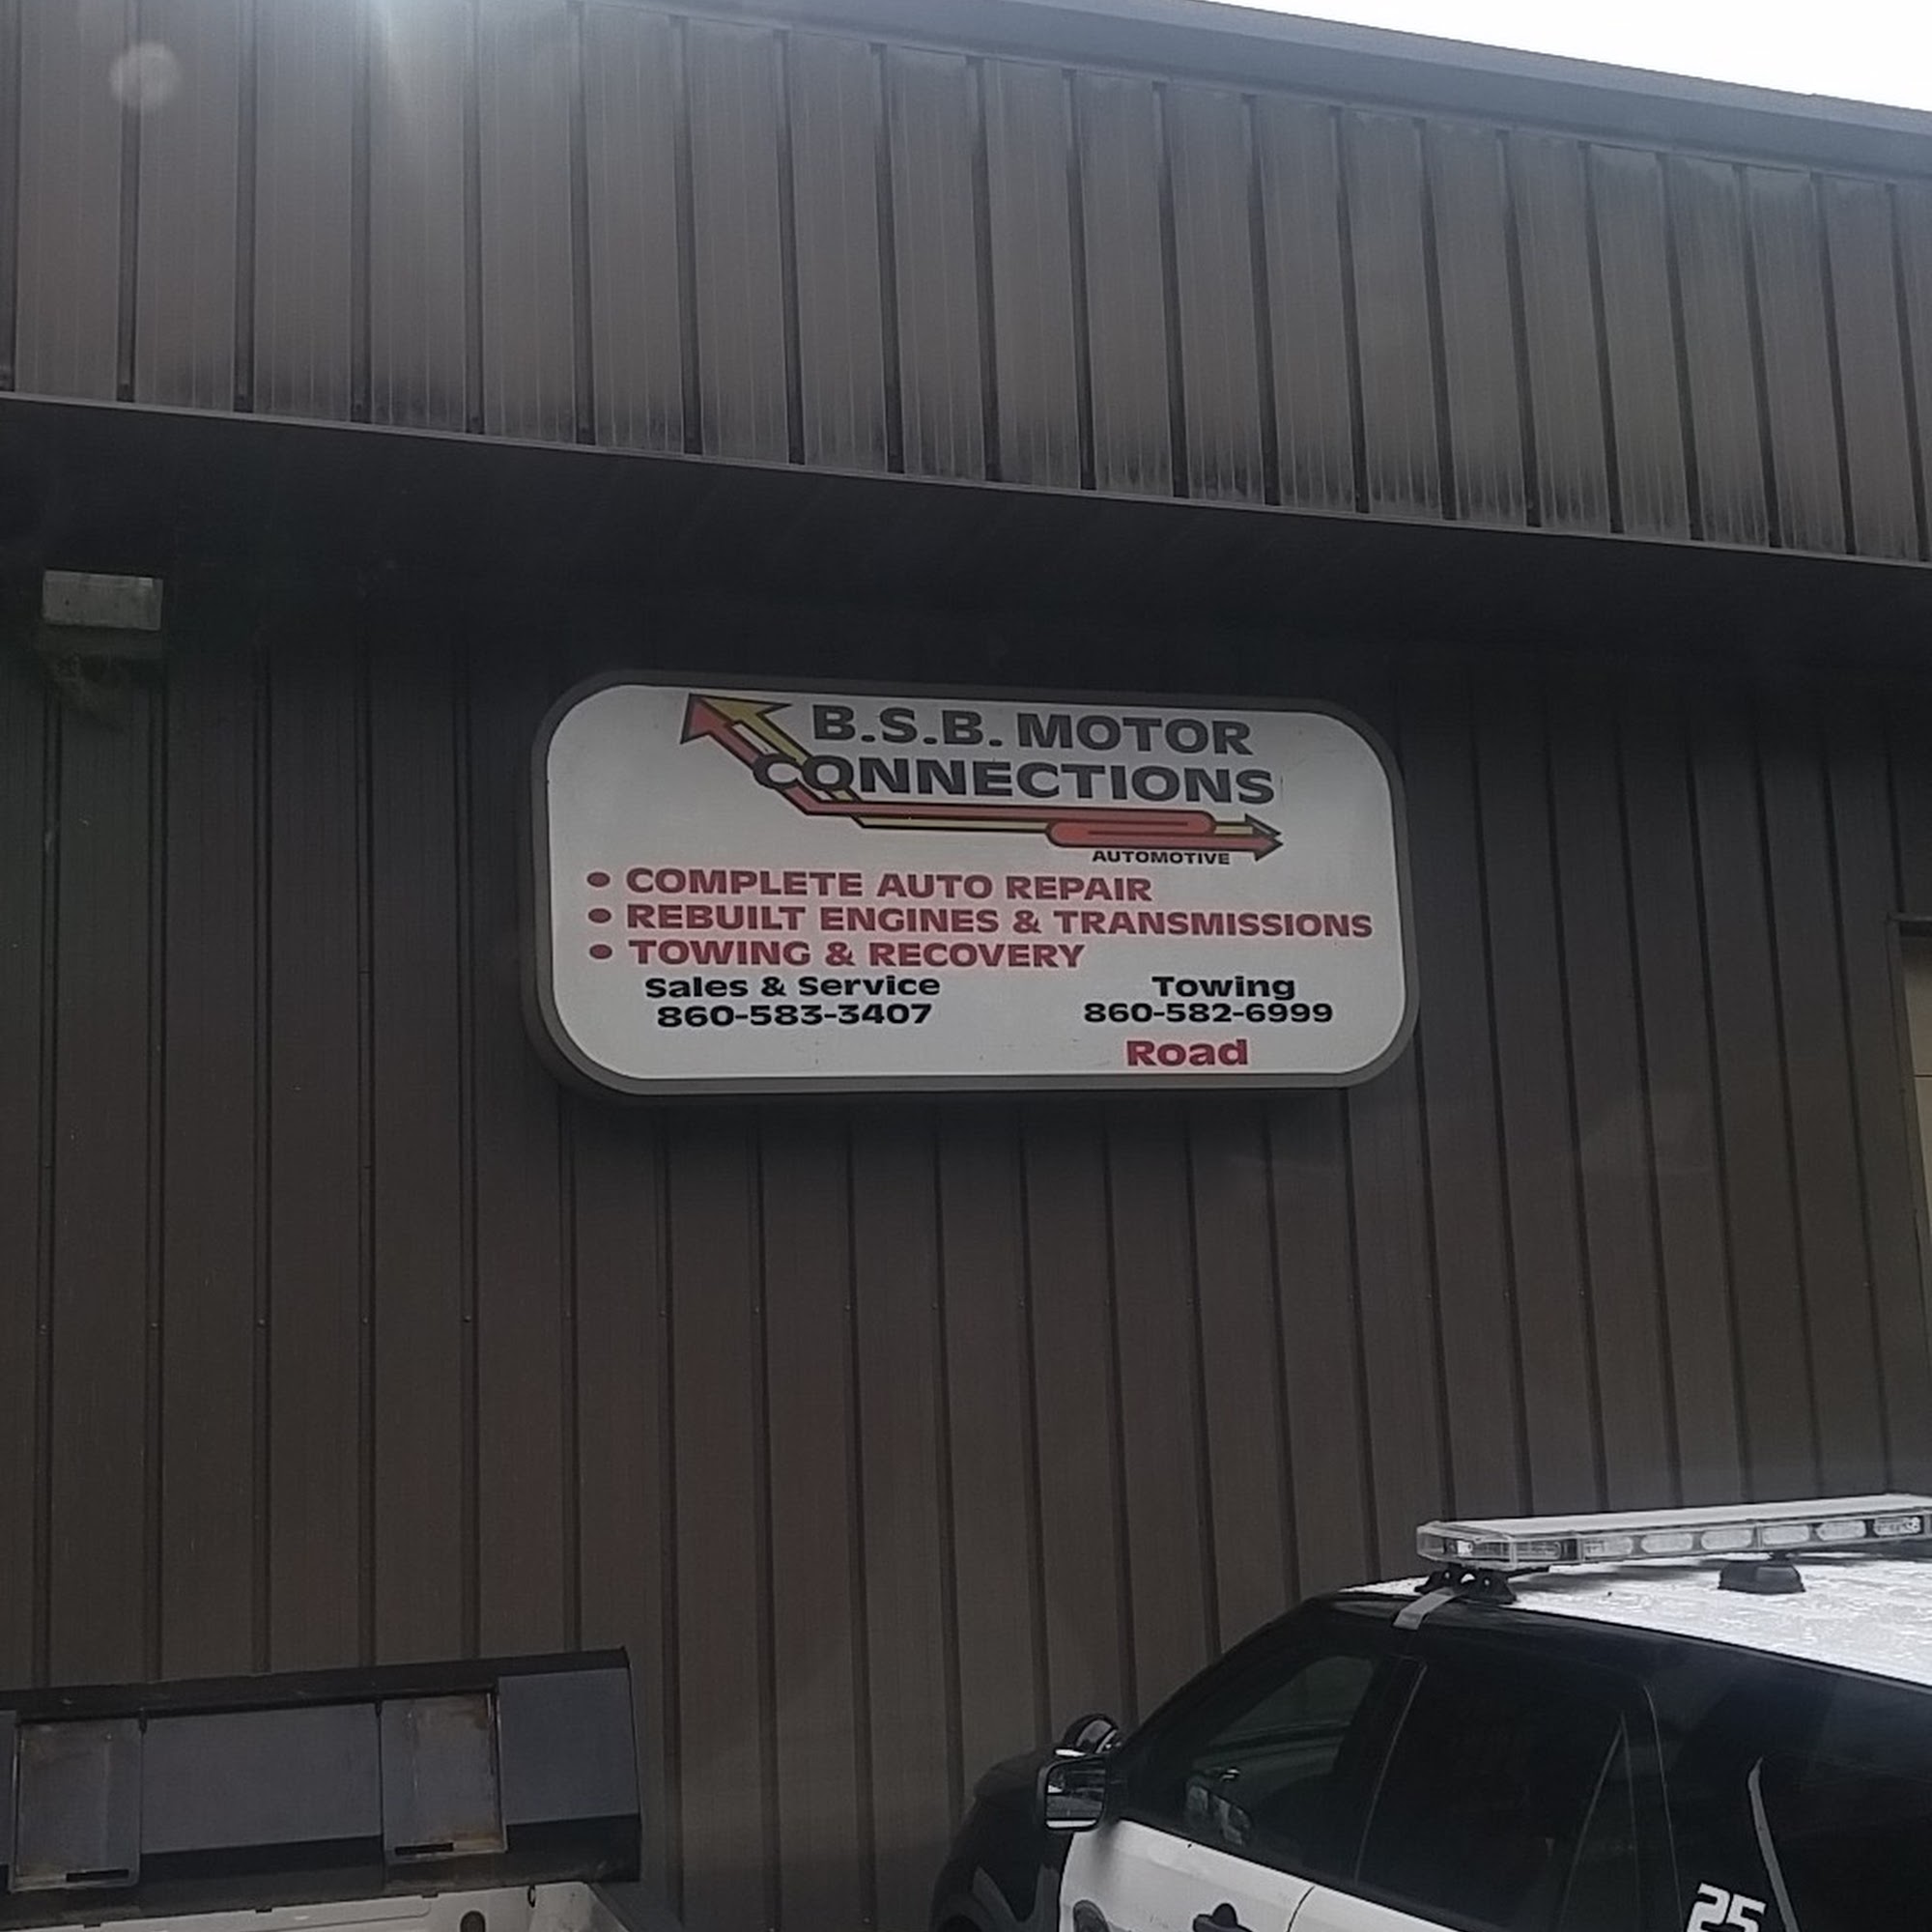 B.S.B. MOTOR
CONNECTIONS
AUTOMOTIVE
• COMPLETE AUTO REPAIR
• REBUILT ENGINES & TRANSMISSIONS
• TOWING & RECOVERY
Sales & Service
860-583-3407
Towing
860-582-6999
Road
25